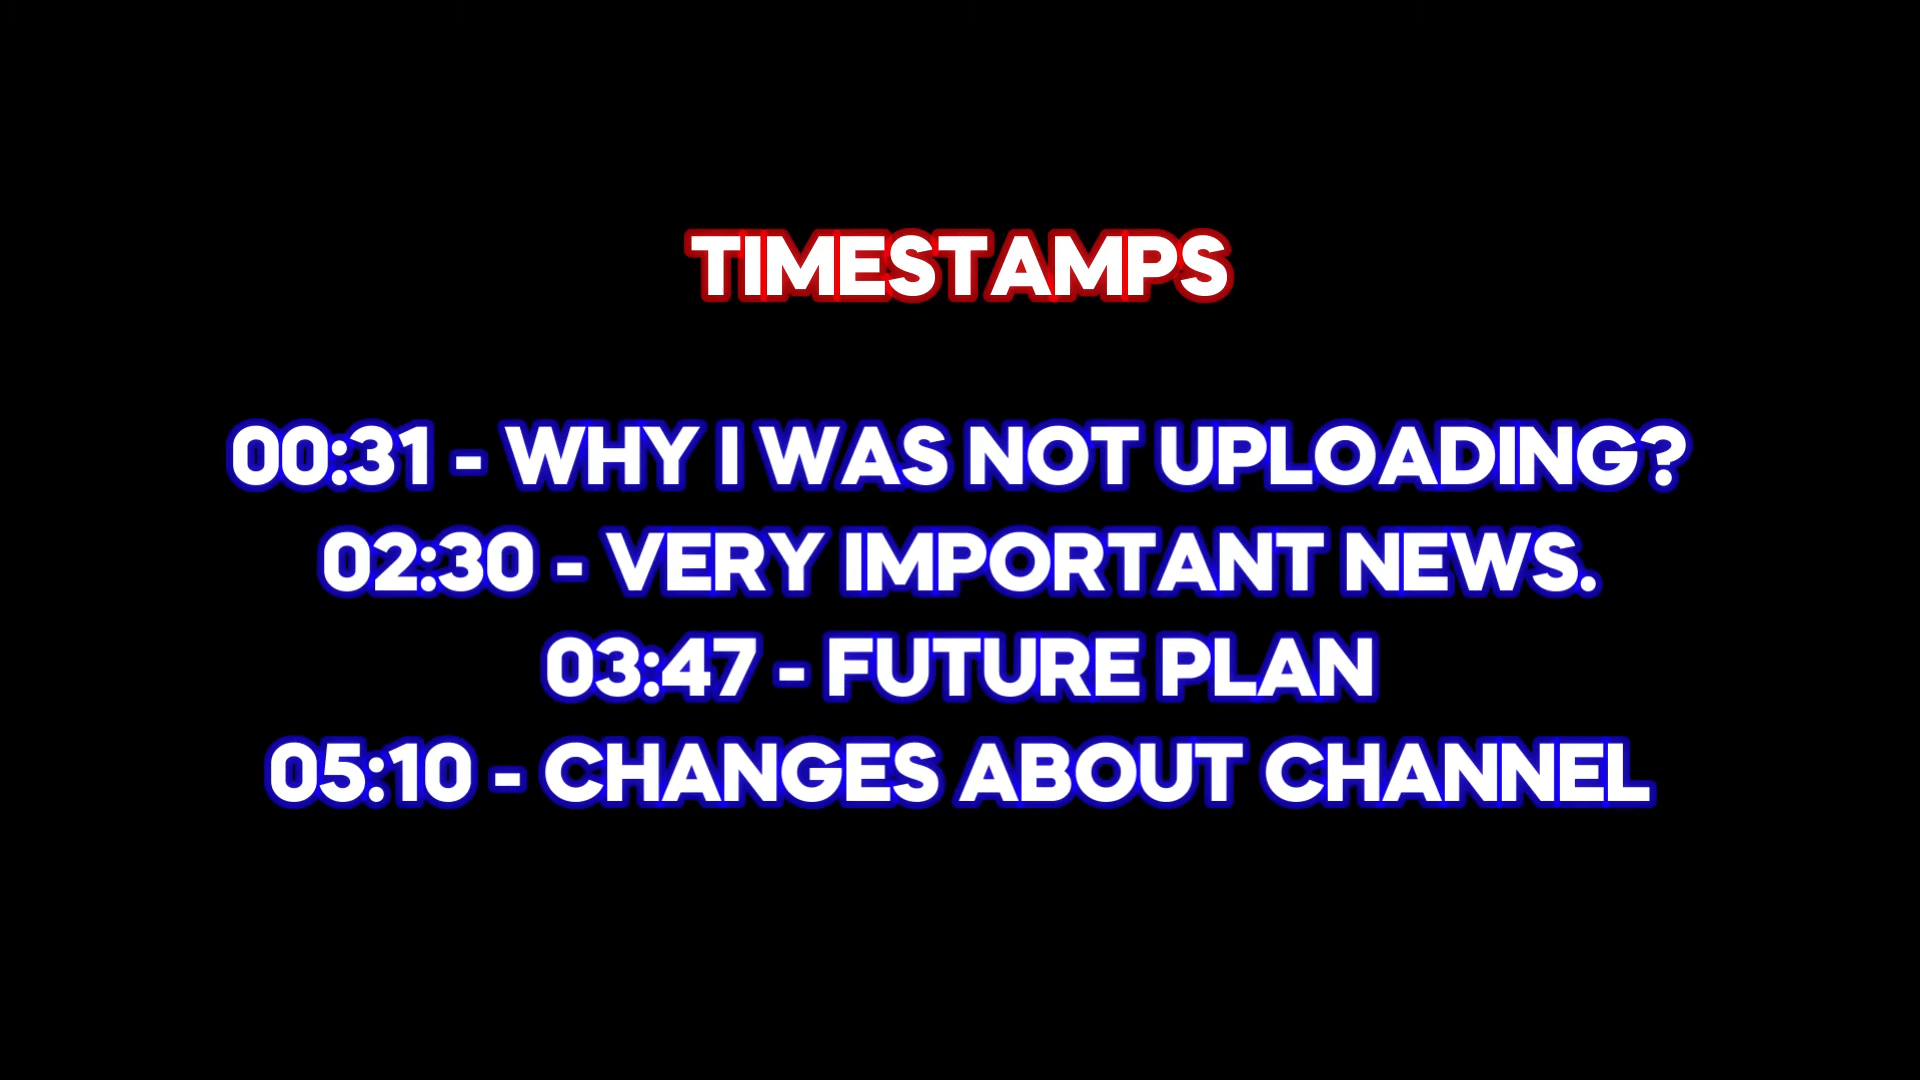 TIMESTAMPS
00:31 - WHY I WAS NOT UPLOADING?
02:30 - VERY IMPORTANT NEWS.
03:47 - FUTURE PLAN
05:10 - CHANGES ABOUT CHANNEL